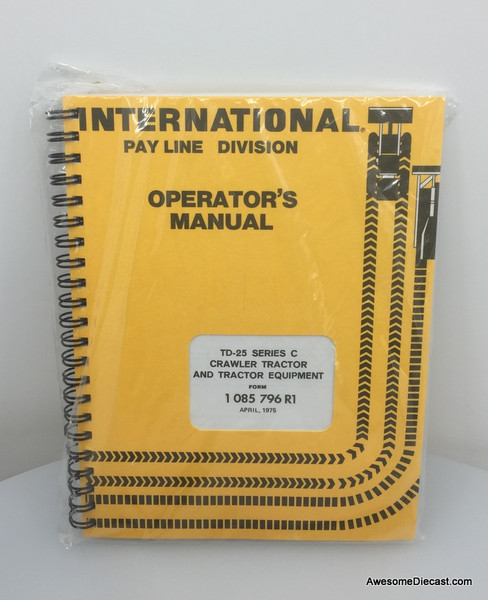 INTERNATIONAL®
PAY LINE DIVISION
OPERATOR'S
MANUAL
TD-25 SERIES C
CRAWLER TRACTOR
AND TRACTOR EQUIPMENT
FORM
1 085 796 R1
APRIL, 1975
AwesomeDiecast.com